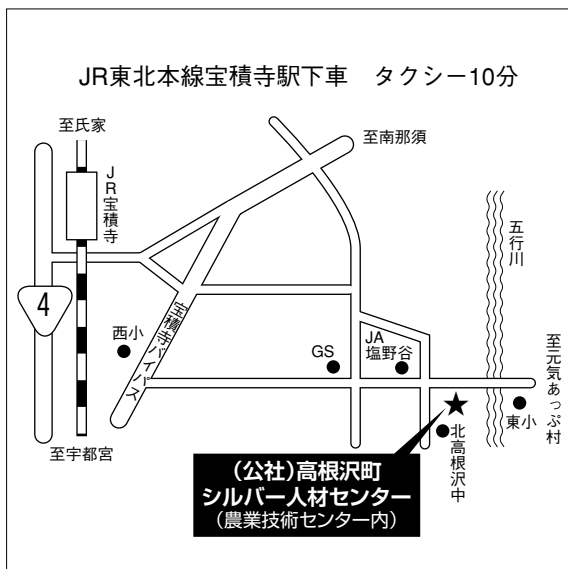 JR東北本線宝積寺駅下車　タクシー10分
至氏家
至南那須
JR宝積寺
五行川
4
宝積寺バイパス
西小
GS
JA
塩野谷
至元気あっぷ村
東小
北高根沢中
至宇都宮
（公社）高根沢町
シルバー人材センター
（農業技術センター内）